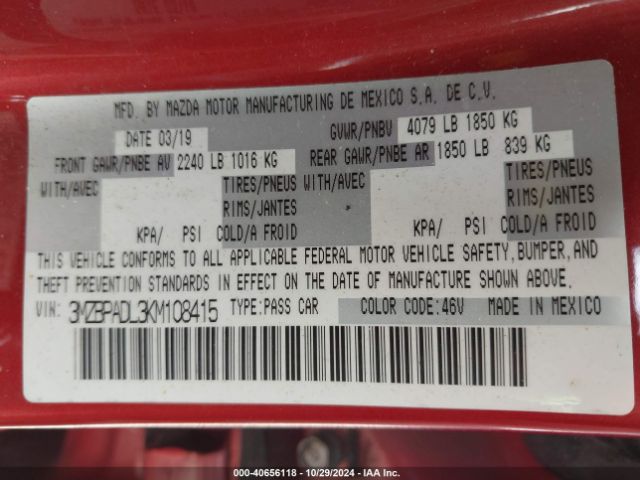 MFD. BY MAZDA MOTOR MANUFACTURING DE MEXICO S.A. DE C.V.
DATE 03/19 GVWR/PNBV 4079 LB 1850 KG
FRONT GAWR/PNBE AV 2240 LB 1016 KG REAR GAWR/PNBE AR 1850 LB 839 KG
WITH/AVEC TIRES/PNEUS WITH/AVEC TIRES/PNEUS
RIMS/JANTES RIMS/JANTES
KPA/ PSI COLD/A FROID KPA/ PSI COLD/A FROID
THIS VEHICLE CONFORMS TO ALL APPLICABLE FEDERAL MOTOR VEHICLE SAFETY, BUMPER, AND
THEFT PREVENTION STANDARDS IN EFFECT ON THE DATE OF MANUFACTURE SHOWN ABOVE.
VIN: 3MZBPADL3KM108415 TYPE:PASS CAR COLOR CODE:46V MADE IN MEXICO
000-40656118 - 10/29/2024 - IAA Inc.